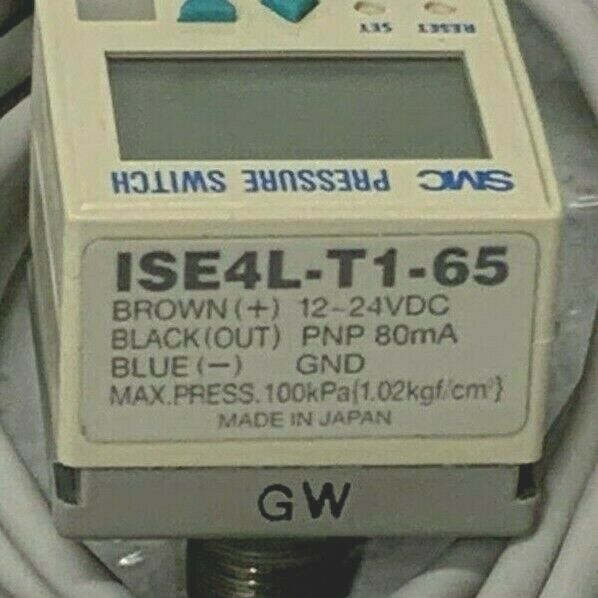 SET RESET
SMC PRESSURE SWITCH
ISE4L-T1-65
BROWN(+) 12~24VDC
BLACK(OUT) PNP 80mA
BLUE(-) GND
MAX.PRESS.100kPa{1.02kgf/cm²}
MADE IN JAPAN
GW